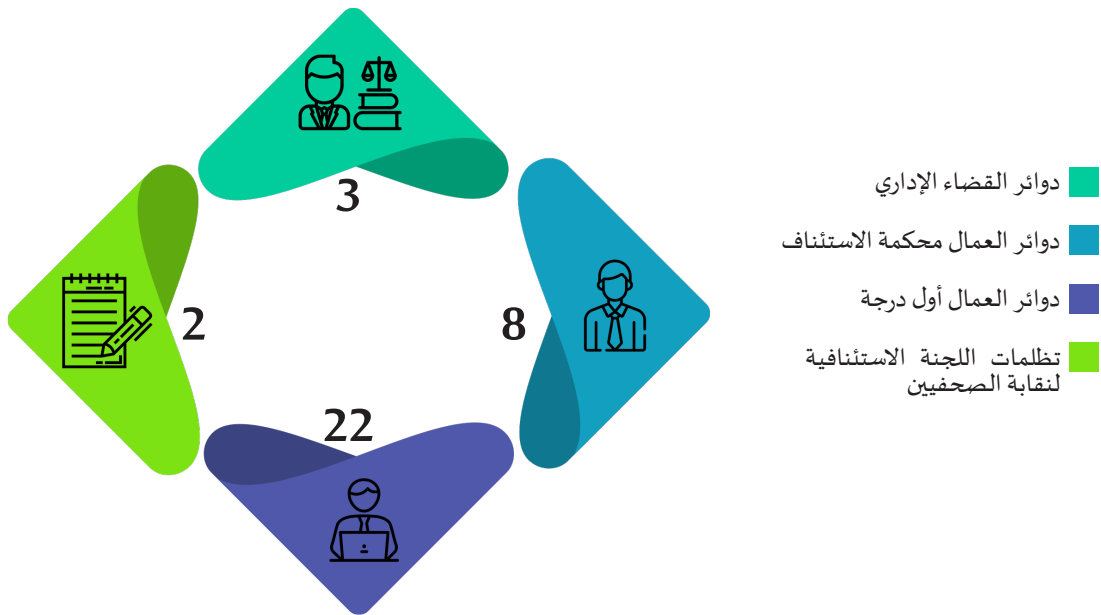 3
8
22
2
دوائر القضاء الإداري
دوائر العمال محكمة الاستئناف
دوائر العمال أول درجة
تظلمات اللجنة الاستئنافية
لنقابة الصحفيين